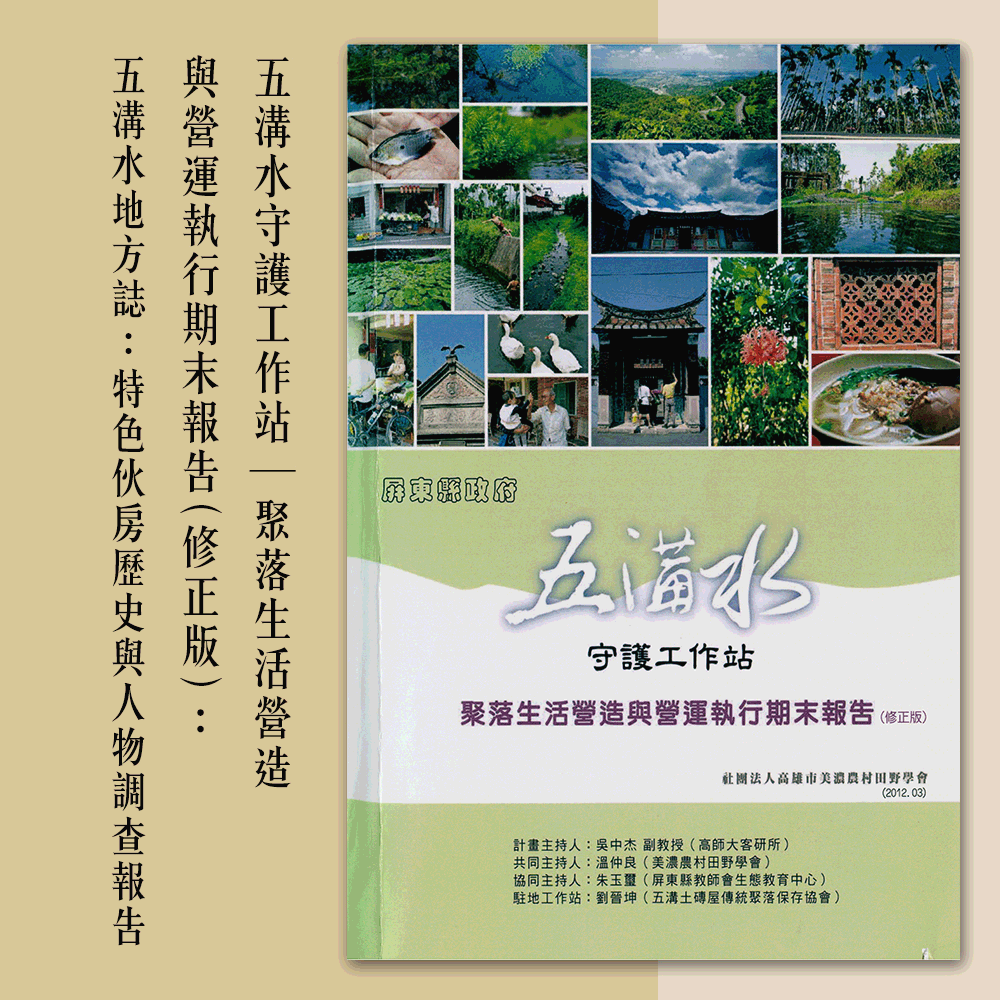 五溝水守護工作站｜聚落生活營造
與營運執行期末報告(修正版)：
五溝水地方誌：特色伙房歷史與人物調查報告
屏東縣政府
五溝水
守護工作站
聚落生活營造與營運執行期末報告(修正版)
社團法人高雄市美濃農村田野學會
(2012.03)
計畫主持人：吳中杰 副教授（高師大客研所）
共同主持人：溫仲良（美濃農村田野學會）
協同主持人：朱玉璽（屏東縣教師會生態教育中心）
駐地工作站：劉晉坤（五溝土磚屋傳統聚落保存協會）